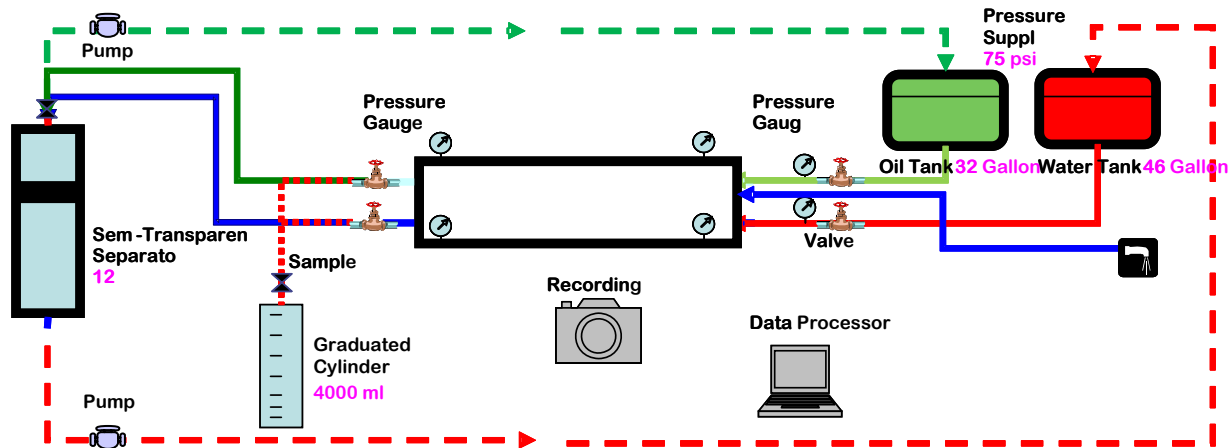 Pump
Pressure
Suppl
75 psi
Pressure
Gauge
Pressure
Gaug
Oil Tank 32 Gallon
Water Tank 46 Gallon
Sem -Transparen
Separato
12
Valve
Sample
Recording
Graduated
Cylinder
4000 ml
Data Processor
Pump